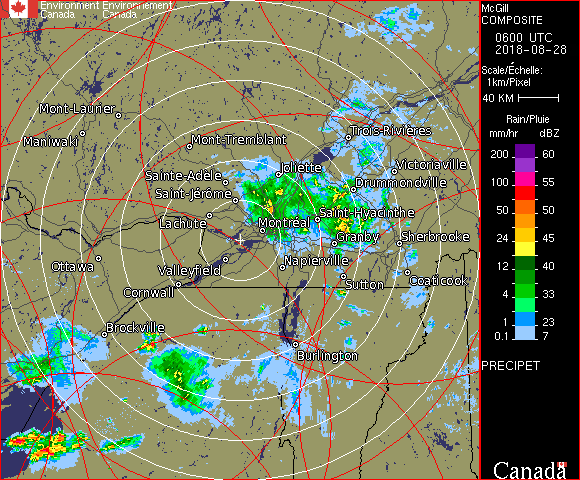 Environment Environnement
Canada Canada
McGill
COMPOSITE
0600 UTC
2018-08-28
Scale/Échelle:
1km/Pixel
40 KM
Rain/Pluie
mm/hr dBZ
200 60
100 55
50 50
24 45
12 40
4 33
1 23
0.1 7
PRECIPET
Canada
Mont-Laurier
Trois-Rivières
Maniwaki
Mont-Tremblant
Joliette
Victoriaville
Sainte-Adèle
Drummondville
Saint-Jérôme
Saint-Hyacinthe
Lachute
Montréal
Granby
Sherbrooke
Ottawa
Valleyfield
Napierville
Coaticook
Cornwall
Sutton
Brockville
Burlington